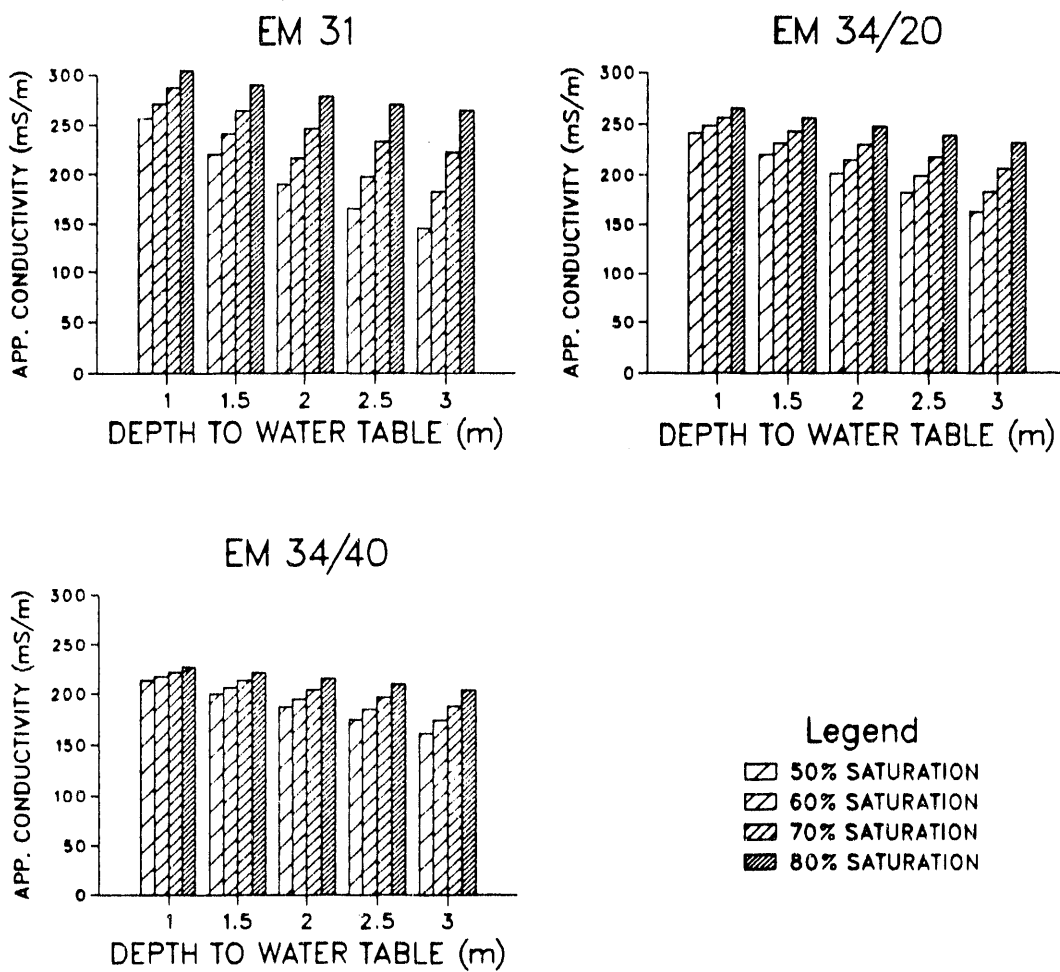 EM 31
APP. CONDUCTIVITY (mS/m)
300
250
200
150
100
50
0
1 1.5 2 2.5 3
DEPTH TO WATER TABLE (m)
EM 34/20
APP. CONDUCTIVITY (mS/m)
300
250
200
150
100
50
0
1 1.5 2 2.5 3
DEPTH TO WATER TABLE (m)
EM 34/40
APP. CONDUCTIVITY (mS/m)
300
250
200
150
100
50
0
1 1.5 2 2.5 3
DEPTH TO WATER TABLE (m)
Legend
50% SATURATION
60% SATURATION
70% SATURATION
80% SATURATION